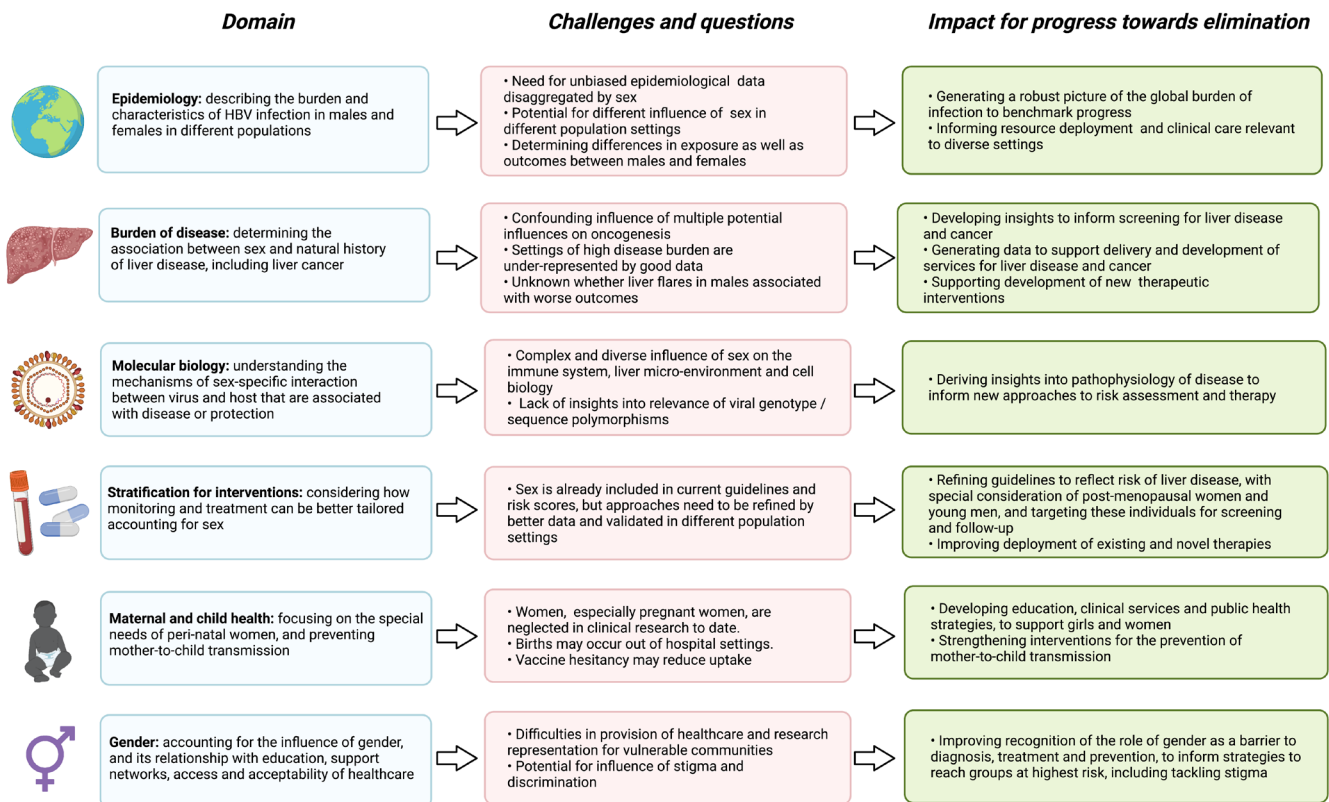 Domain
Challenges and questions
Impact for progress towards elimination
Epidemiology: describing the burden and
characteristics of HBV infection in males and
females in different populations
• Need for unbiased epidemiological data
disaggregated by sex
• Potential for different influence of sex in
different population settings
• Determining differences in exposure as well as
outcomes between males and females
• Generating a robust picture of the global burden of
infection to benchmark progress
• Informing resource deployment and clinical care relevant
to diverse settings
Burden of disease: determining the
association between sex and natural history
of liver disease, including liver cancer
• Confounding influence of multiple potential
influences on oncogenesis
• Settings of high disease burden are
under-represented by good data
• Unknown whether liver flares in males associated
with worse outcomes
• Developing insights to inform screening for liver disease
and cancer
• Generating data to support delivery and development of
services for liver disease and cancer
• Supporting development of new therapeutic
interventions
Molecular biology: understanding the
mechanisms of sex-specific interaction
between virus and host that are associated
with disease or protection
• Complex and diverse influence of sex on the
immune system, liver micro-environment and cell
biology
• Lack of insights into relevance of viral genotype /
sequence polymorphisms
• Deriving insights into pathophysiology of disease to
inform new approaches to risk assessment and therapy
Stratification for interventions: considering how
monitoring and treatment can be better tailored
accounting for sex
• Sex is already included in current guidelines and
risk scores, but approaches need to be refined by
better data and validated in different population
settings
• Refining guidelines to reflect risk of liver disease, with
special consideration of post-menopausal women and
young men, and targeting these individuals for screening
and follow-up
• Improving deployment of existing and novel therapies
Maternal and child health: focusing on the special
needs of peri-natal women, and preventing
mother-to-child transmission
• Women, especially pregnant women, are
neglected in clinical research to date.
• Births may occur out of hospital settings.
• Vaccine hesitancy may reduce uptake
• Developing education, clinical services and public health
strategies, to support girls and women
• Strengthening interventions for the prevention of
mother-to-child transmission
Gender: accounting for the influence of gender,
and its relationship with education, support
networks, access and acceptability of healthcare
• Difficulties in provision of healthcare and research
representation for vulnerable communities
• Potential for influence of stigma and
discrimination
• Improving recognition of the role of gender as a barrier to
diagnosis, treatment and prevention, to inform strategies to
reach groups at highest risk, including tackling stigma